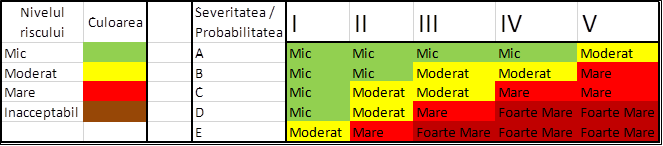 Nivelul riscului Culoarea Severitatea / Probabilitatea I II III IV V
Mic A Mic Mic Mic Mic Moderat
Moderat B Mic Mic Moderat Moderat Mare
Mare C Mic Moderat Moderat Mare Mare
Inacceptabil D Mic Moderat Mare Foarte Mare Foarte Mare
E Moderat Mare Foarte Mare Foarte Mare Foarte Mare